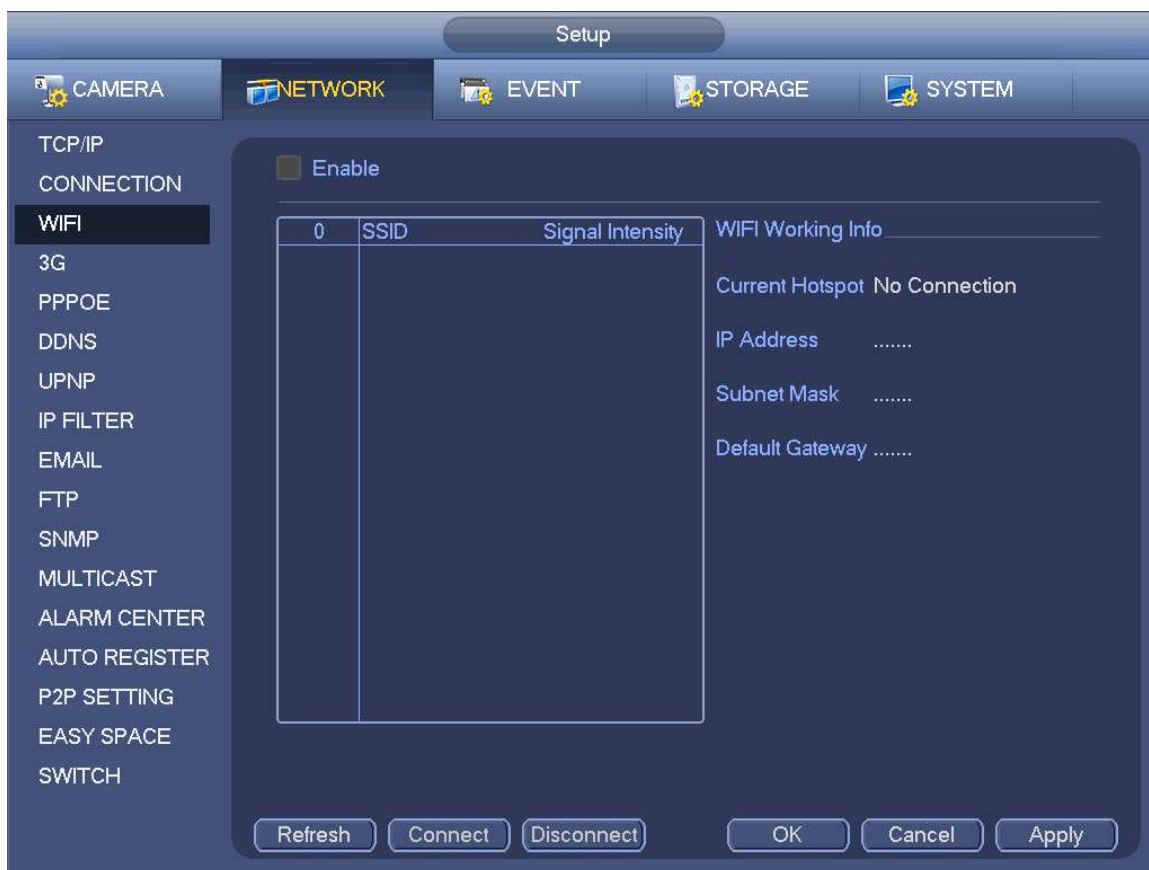 Setup
CAMERA NETWORK EVENT STORAGE SYSTEM
TCP/IP
CONNECTION
WIFI
3G
PPPOE
DDNS
UPNP
IP FILTER
EMAIL
FTP
SNMP
MULTICAST
ALARM CENTER
AUTO REGISTER
P2P SETTING
EASY SPACE
SWITCH
Enable
0 SSID Signal Intensity
WIFI Working Info
Current Hotspot No Connection
IP Address .......
Subnet Mask .......
Default Gateway .......
Refresh Connect Disconnect OK Cancel Apply